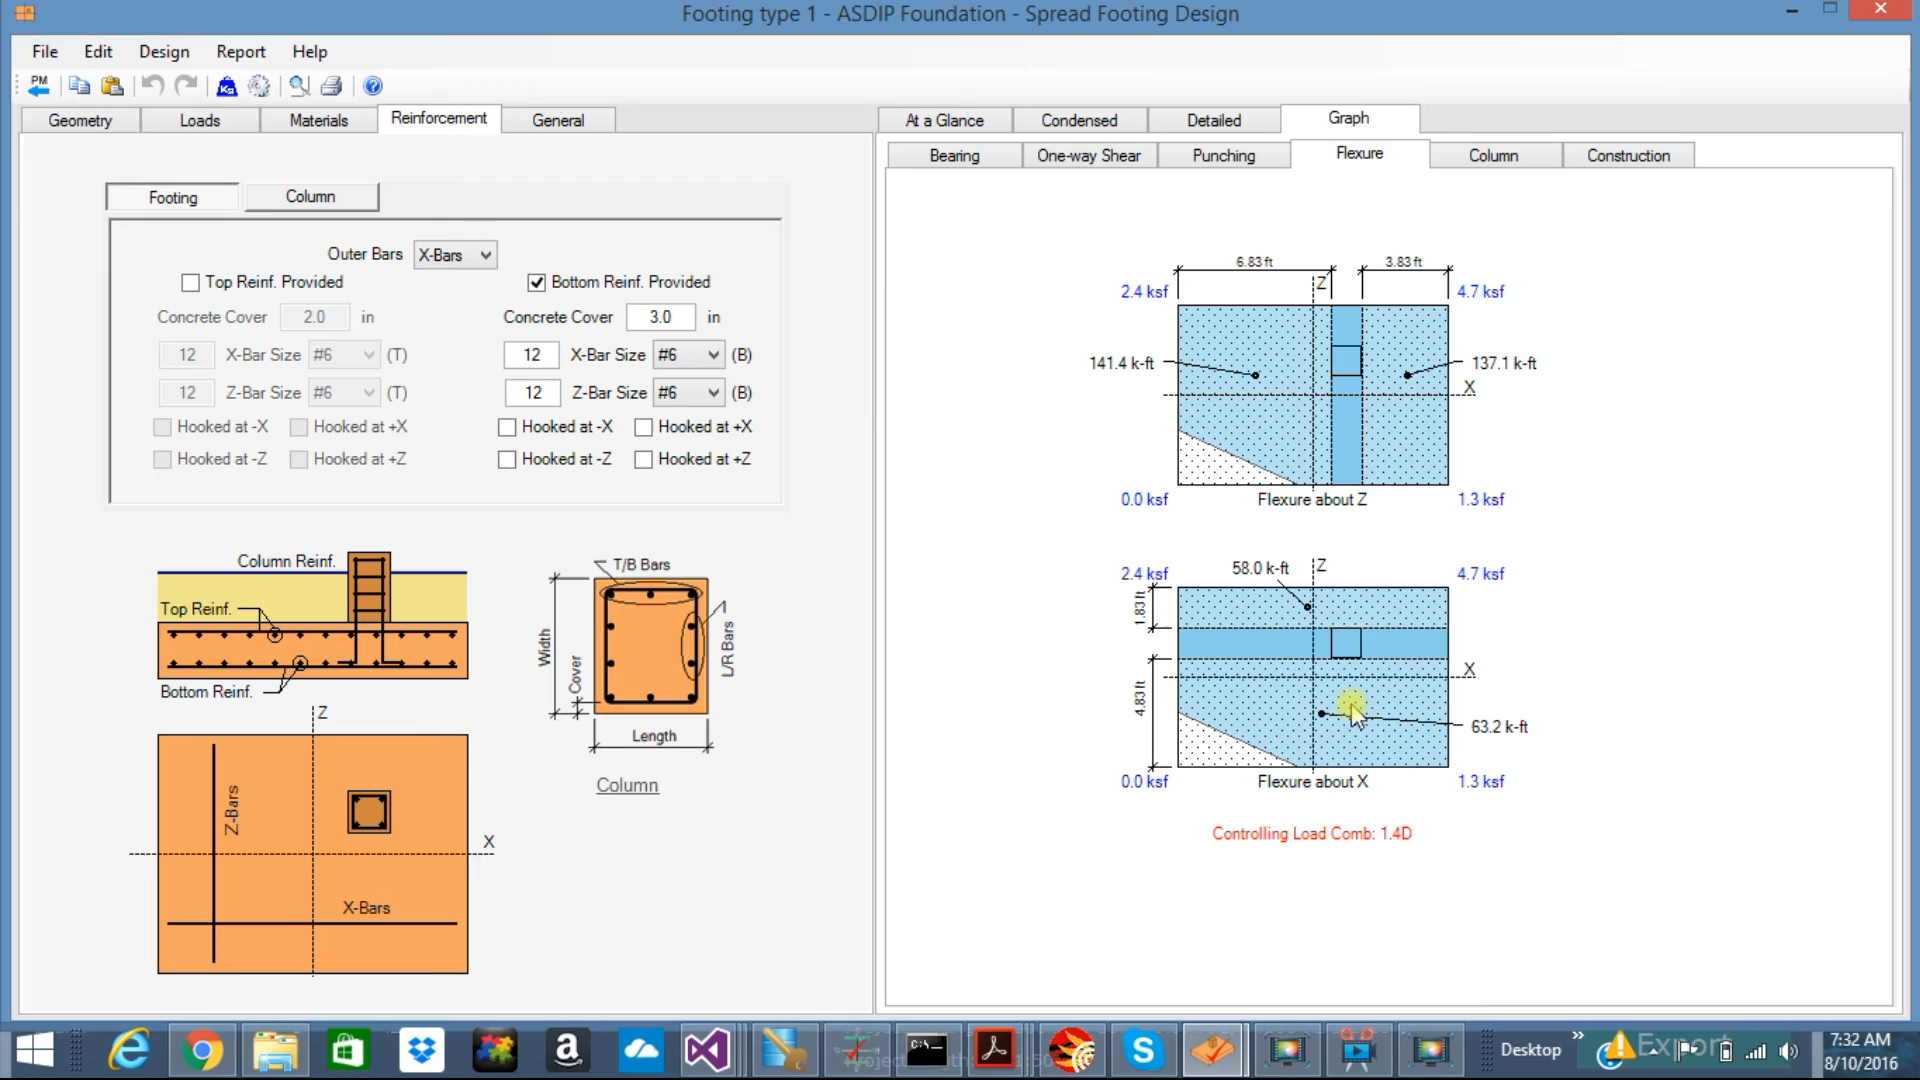 Footing type 1 - ASDIP Foundation - Spread Footing Design
File Edit Design Report Help
PM Kg
Geometry Loads Materials Reinforcement General
At a Glance Condensed Detailed Graph
Bearing One-way Shear Punching Flexure Column Construction
Footing Column
Outer Bars X-Bars
Top Reinf. Provided Bottom Reinf. Provided
Concrete Cover 2.0 in Concrete Cover 3.0 in
12 X-Bar Size #6 (T) 12 X-Bar Size #6 (B)
12 Z-Bar Size #6 (T) 12 Z-Bar Size #6 (B)
Hooked at -X Hooked at +X Hooked at -X Hooked at +X
Hooked at -Z Hooked at +Z Hooked at -Z Hooked at +Z
Column Reinf.
Top Reinf.
Bottom Reinf.
Z
Z-Bars
X
X-Bars
T/B Bars
Width
Cover
L/R Bars
Length
Column
6.83 ft 3.83 ft
Z
2.4 ksf 4.7 ksf
141.4 k-ft 137.1 k-ft
X
0.0 ksf Flexure about Z 1.3 ksf
58.0 k-ft Z
2.4 ksf 4.7 ksf
1.83 ft
X
4.83 ft
63.2 k-ft
0.0 ksf Flexure about X 1.3 ksf
Controlling Load Comb: 1.4D
Desktop » Export 7:32 AM
8/10/2016